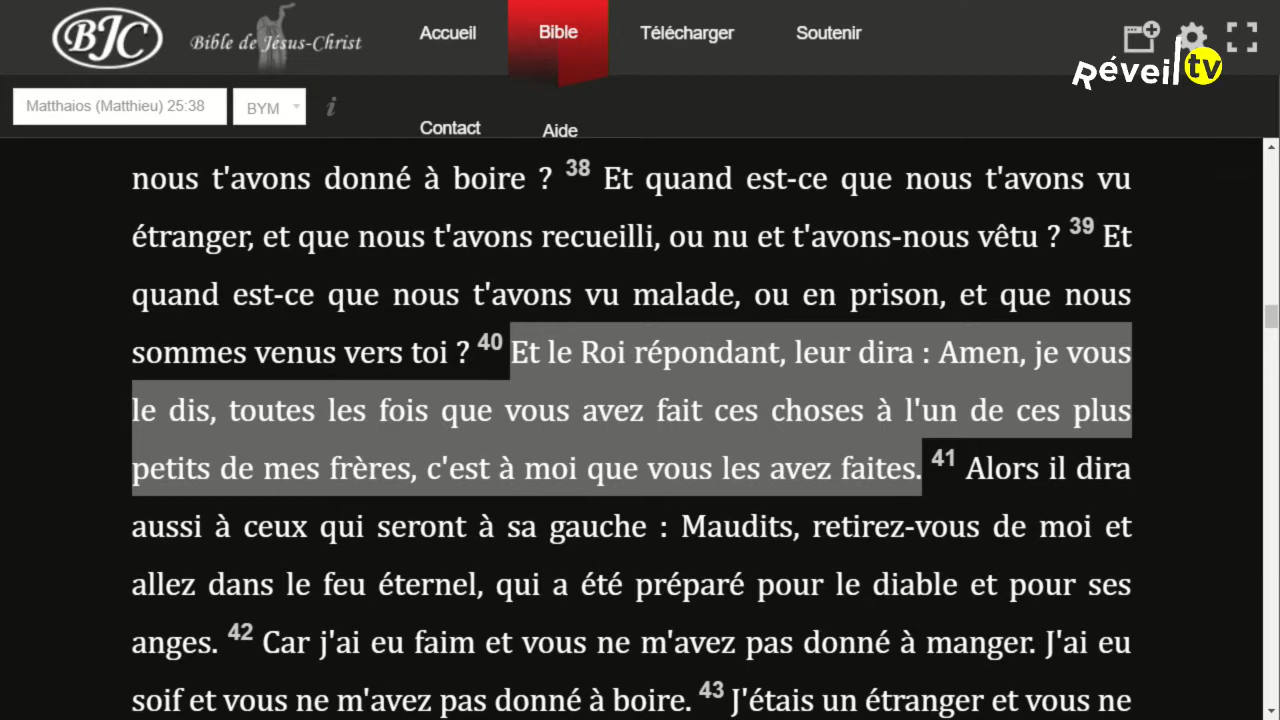 BJC Bible de Jésus-Christ Accueil Bible Télécharger Soutenir
Réveil tv
Matthaios (Matthieu) 25:38 BYM i
Contact Aide
nous t'avons donné à boire ? 38 Et quand est-ce que nous t'avons vu
étranger, et que nous t'avons recueilli, ou nu et t'avons-nous vêtu ? 39 Et
quand est-ce que nous t'avons vu malade, ou en prison, et que nous
sommes venus vers toi ? 40 Et le Roi répondant, leur dira : Amen, je vous
le dis, toutes les fois que vous avez fait ces choses à l'un de ces plus
petits de mes frères, c'est à moi que vous les avez faites. 41 Alors il dira
aussi à ceux qui seront à sa gauche : Maudits, retirez-vous de moi et
allez dans le feu éternel, qui a été préparé pour le diable et pour ses
anges. 42 Car j'ai eu faim et vous ne m'avez pas donné à manger. J'ai eu
soif et vous ne m'avez pas donné à boire. 43 J'étais un étranger et vous ne